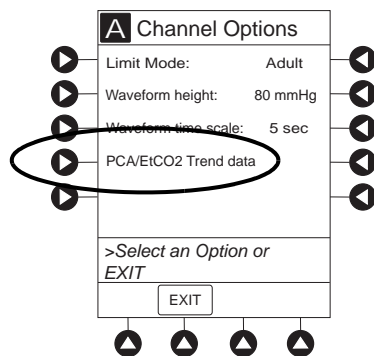 A Channel Options
Limit Mode: Adult
Waveform height: 80 mmHg
Waveform time scale: 5 sec
PCA/EtCO2 Trend data
>Select an Option or
EXIT
EXIT